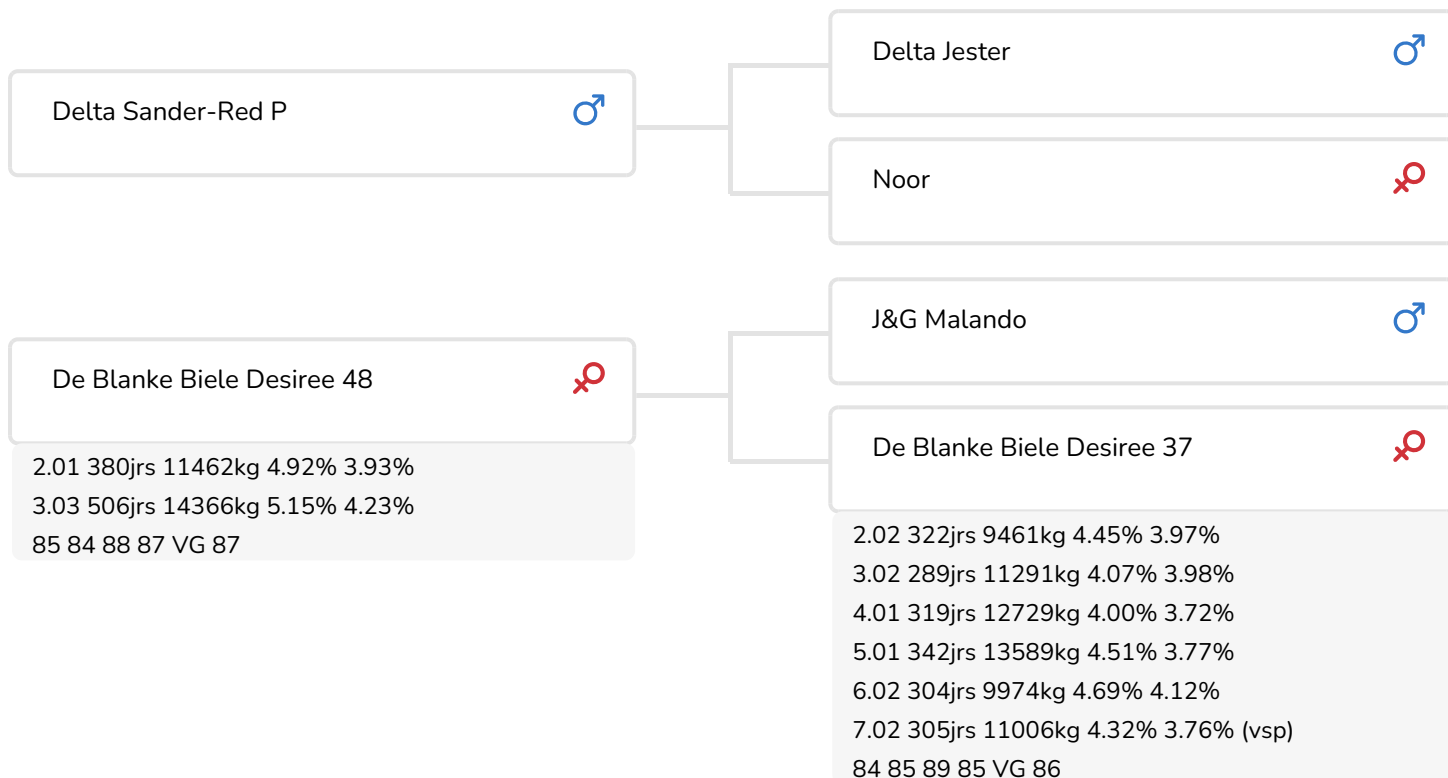 Delta Sander-Red P
De Blanke Biele Desiree 48
2.01 380jrs 11462kg 4.92% 3.93%
3.03 506jrs 14366kg 5.15% 4.23%
85 84 88 87 VG 87
Delta Jester
Noor
J&G Malando
De Blanke Biele Desiree 37
2.02 322jrs 9461kg 4.45% 3.97%
3.02 289jrs 11291kg 4.07% 3.98%
4.01 319jrs 12729kg 4.00% 3.72%
5.01 342jrs 13589kg 4.51% 3.77%
6.02 304jrs 9974kg 4.69% 4.12%
7.02 305jrs 11006kg 4.32% 3.76% (vsp)
84 85 89 85 VG 86